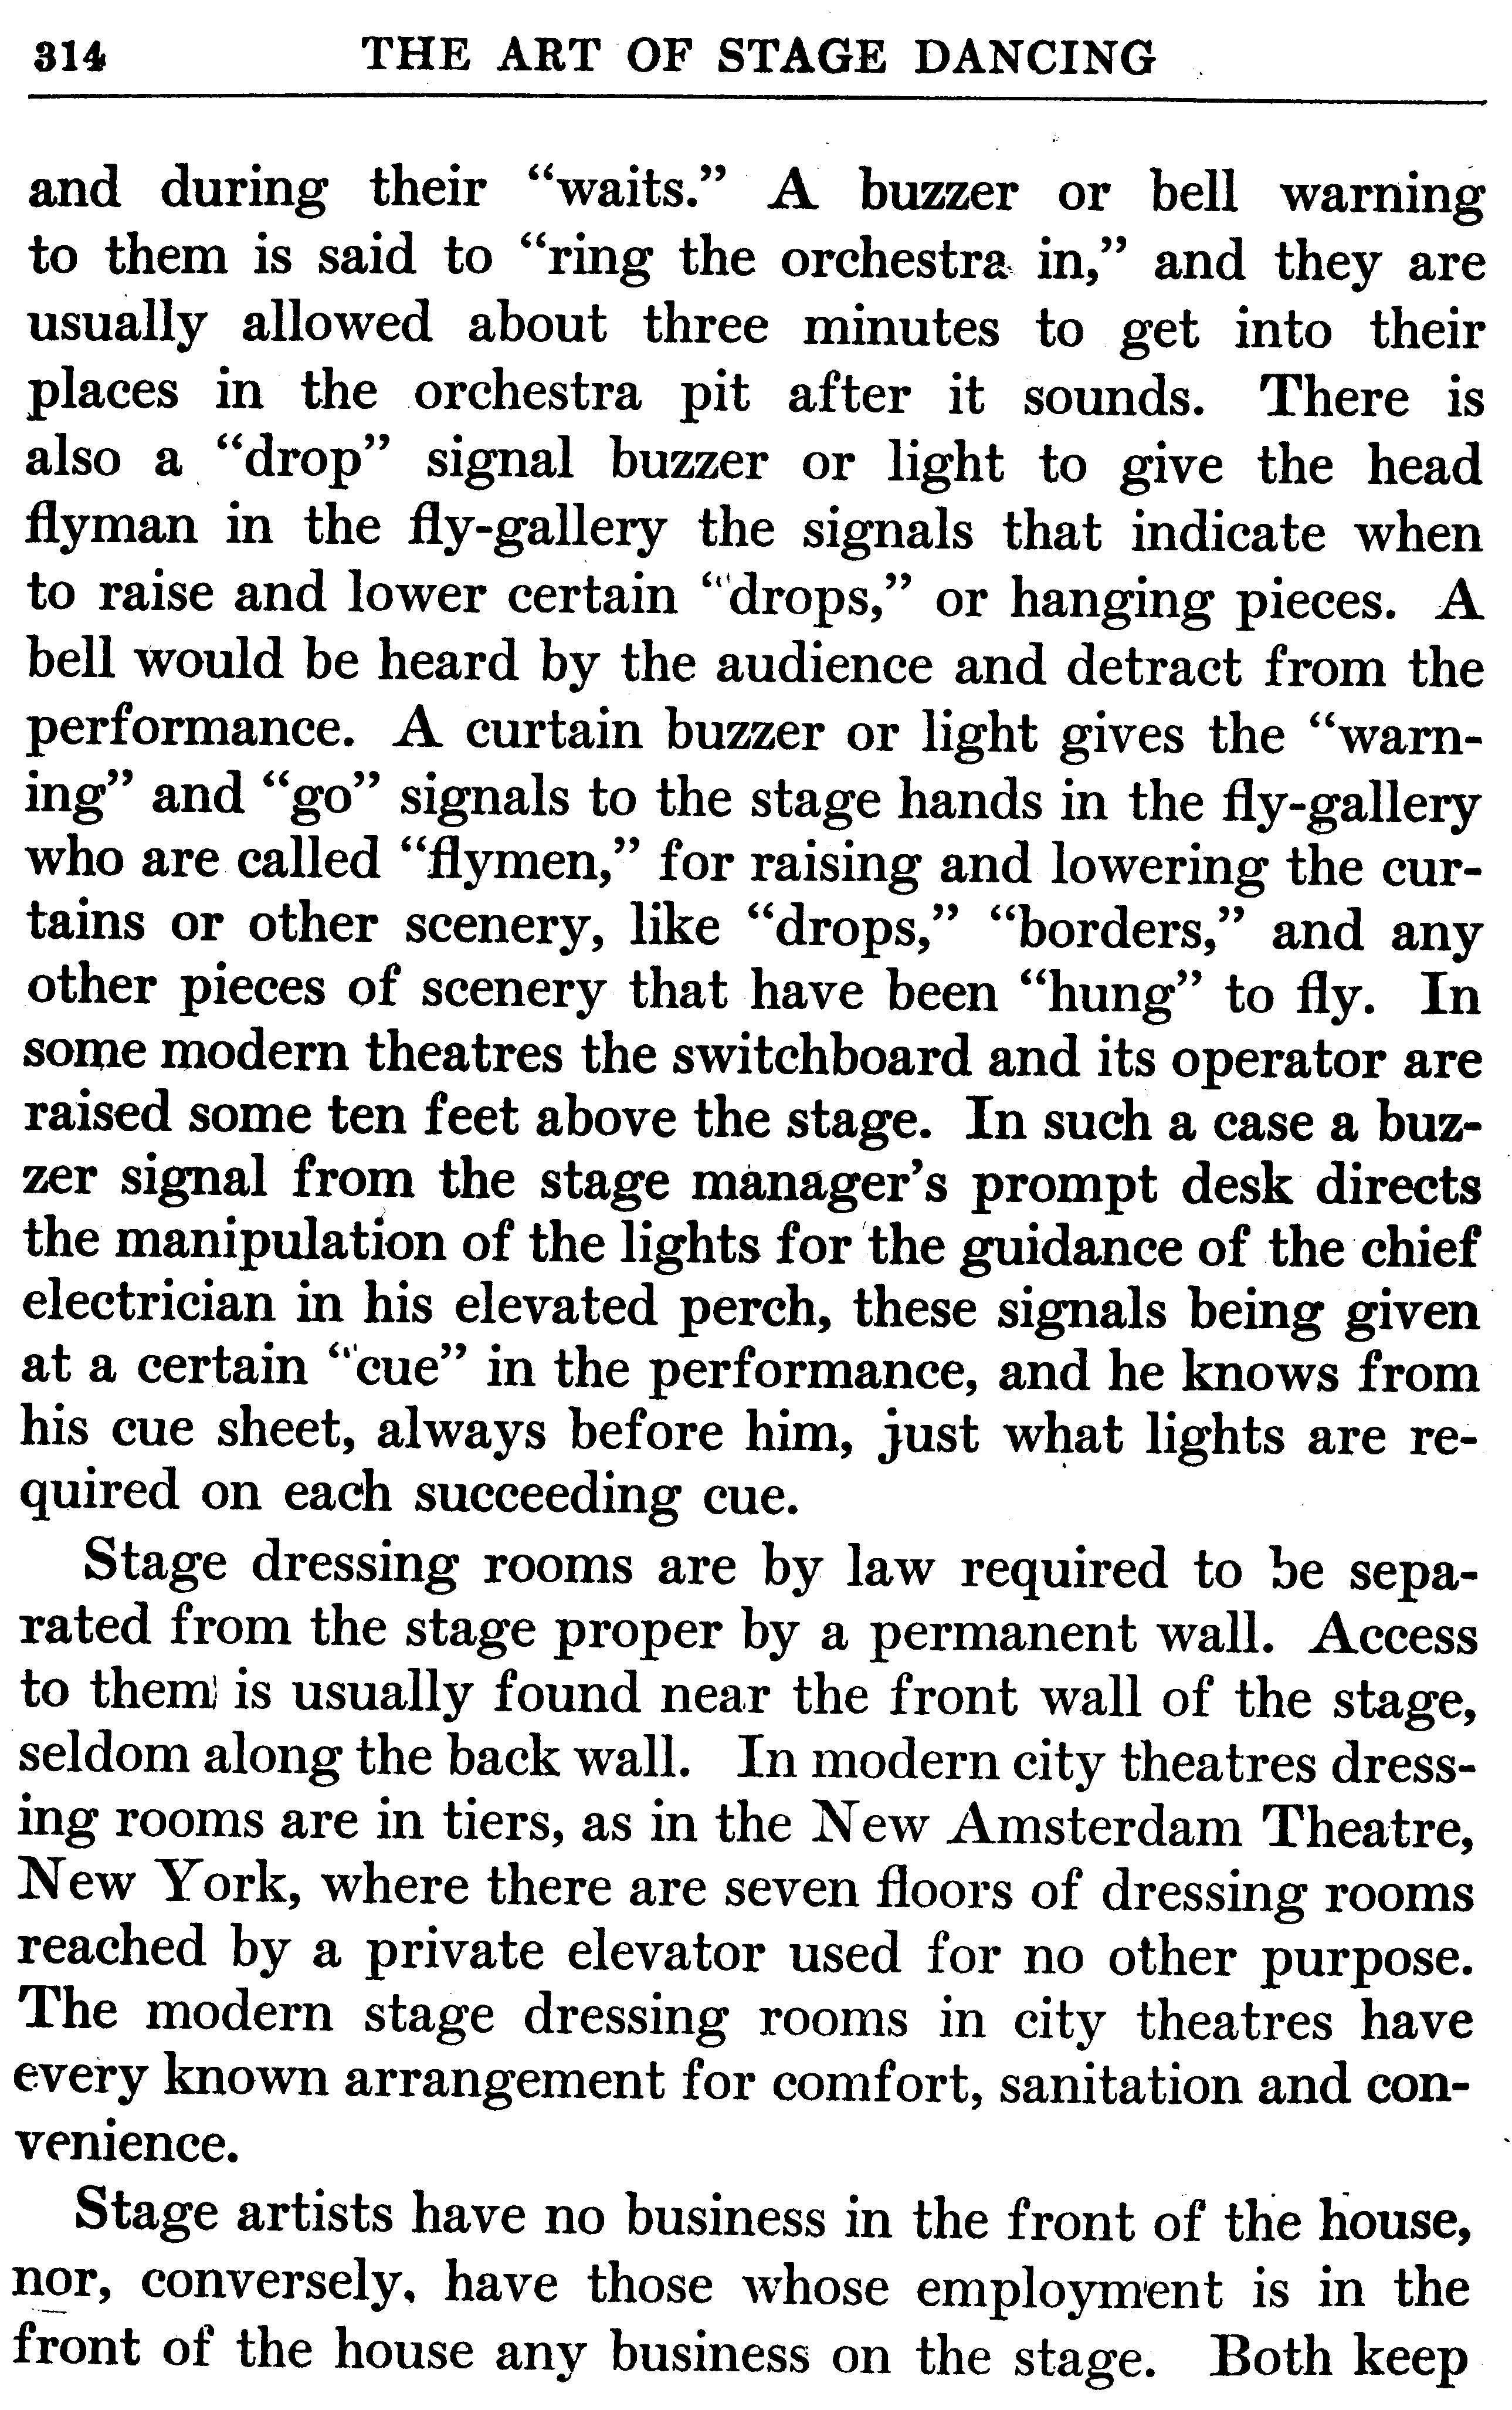 314 THE ART OF STAGE DANCING
and during their “waits.” A buzzer or bell warning
to them is said to “ring the orchestra in,” and they are
usually allowed about three minutes to get into their
places in the orchestra pit after it sounds. There is
also a “drop” signal buzzer or light to give the head
flyman in the fly-gallery the signals that indicate when
to raise and lower certain “drops,” or hanging pieces. A
bell would be heard by the audience and detract from the
performance. A curtain buzzer or light gives the “warn-
ing” and “go” signals to the stage hands in the fly-gallery
who are called “flymen,” for raising and lowering the cur-
tains or other scenery, like “drops,” “borders,” and any
other pieces of scenery that have been “hung” to fly. In
some modern theatres the switchboard and its operator are
raised some ten feet above the stage. In such a case a buz-
zer signal from the stage manager’s prompt desk directs
the manipulation of the lights for the guidance of the chief
electrician in his elevated perch, these signals being given
at a certain “cue” in the performance, and he knows from
his cue sheet, always before him, just what lights are re-
quired on each succeeding cue.
Stage dressing rooms are by law required to be sepa-
rated from the stage proper by a permanent wall. Access
to them is usually found near the front wall of the stage,
seldom along the back wall. In modern city theatres dress-
ing rooms are in tiers, as in the New Amsterdam Theatre,
New York, where there are seven floors of dressing rooms
reached by a private elevator used for no other purpose.
The modern stage dressing rooms in city theatres have
every known arrangement for comfort, sanitation and con-
venience.
Stage artists have no business in the front of the house,
nor, conversely, have those whose employment is in the
front of the house any business on the stage. Both keep